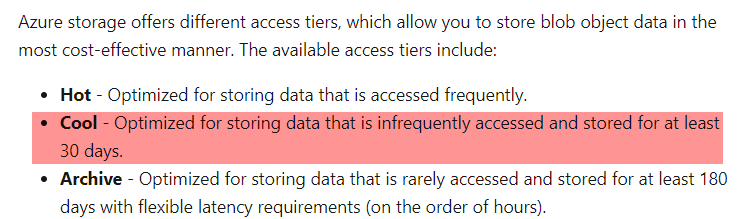 Azure storage offers different access tiers, which allow you to store blob object data in the
most cost-effective manner. The available access tiers include:
• Hot - Optimized for storing data that is accessed frequently.
• Cool - Optimized for storing data that is infrequently accessed and stored for at least
30 days.
• Archive - Optimized for storing data that is rarely accessed and stored for at least 180
days with flexible latency requirements (on the order of hours).